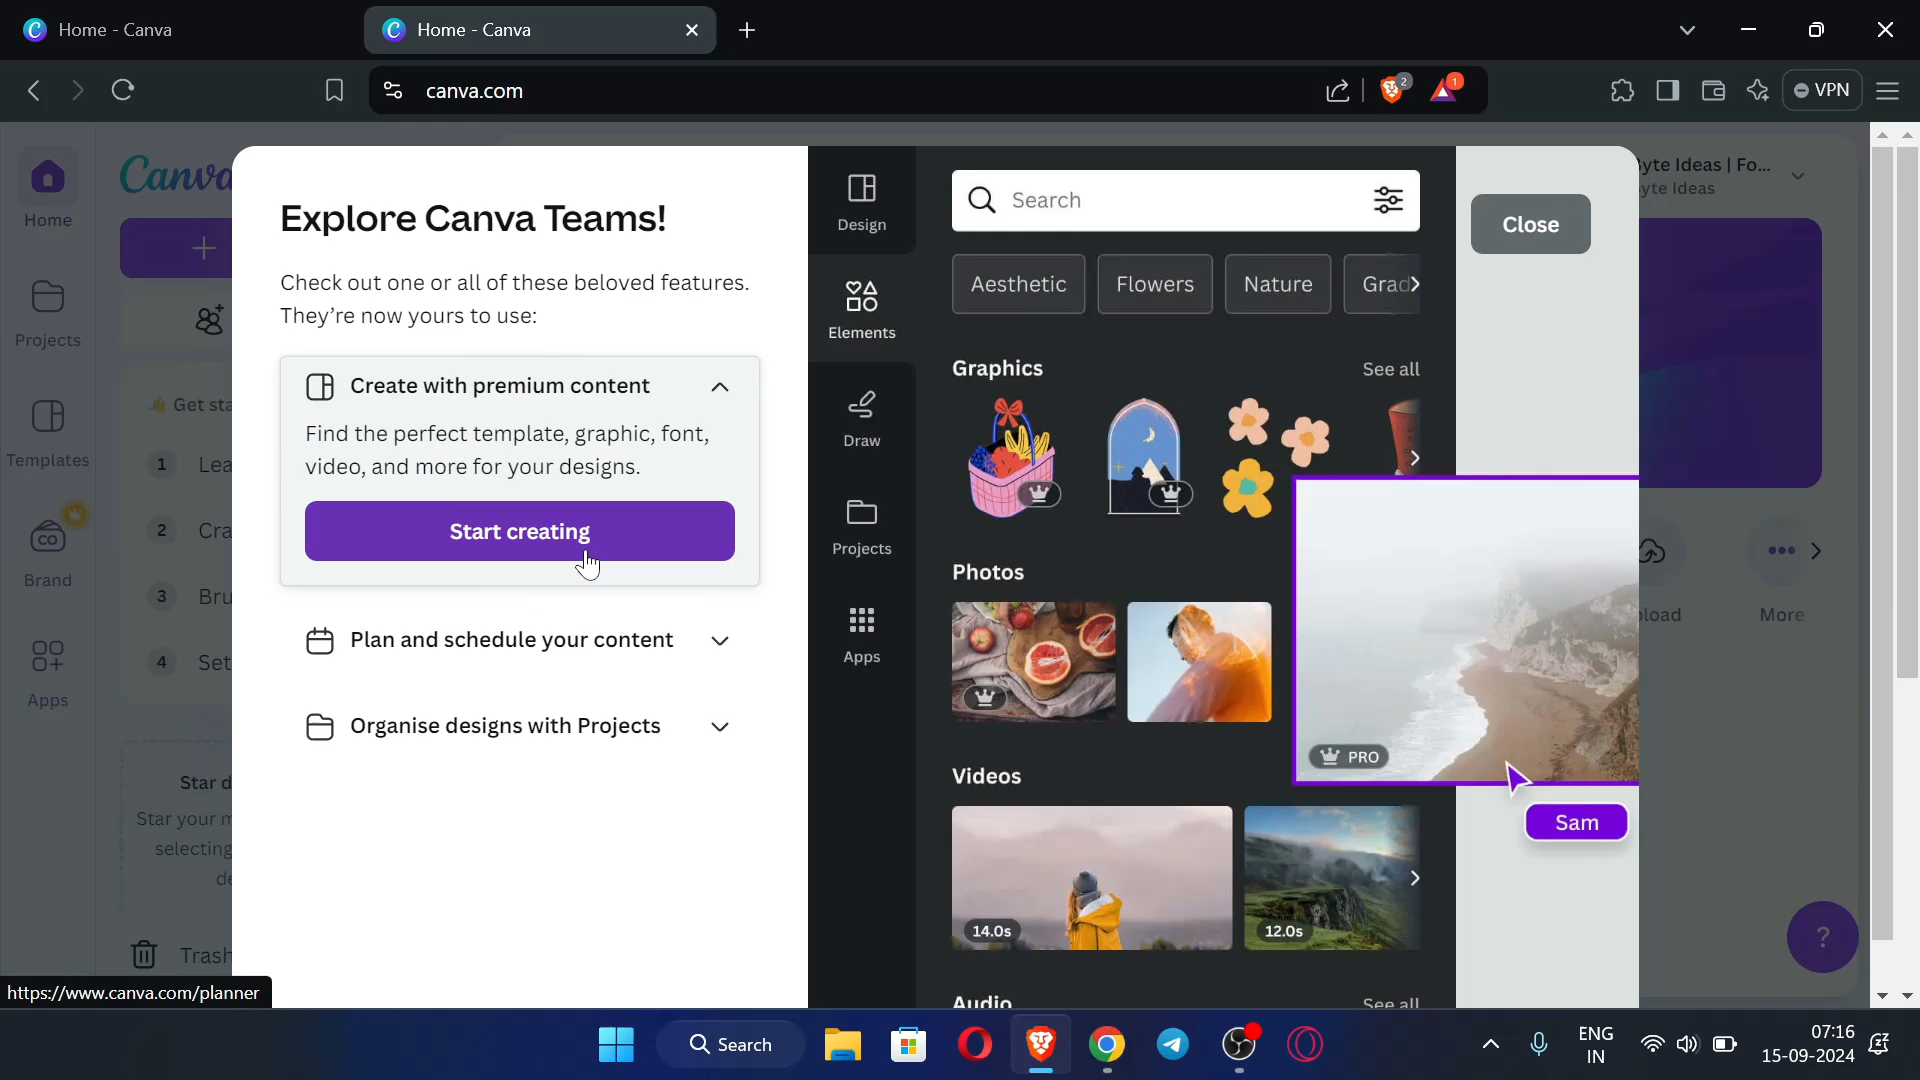 Home - Canva
Home - Canva
canva.com
2
1
VPN
Home
Projects
Templates
CO
Brand
Apps
Canva
Get sta
1 Lea
2 Cra
3 Bru
4 Set
Star d
Star your m
selecting
de
Trash
Explore Canva Teams!
Check out one or all of these beloved features.
They're now yours to use:
Create with premium content
Find the perfect template, graphic, font,
video, and more for your designs.
Start creating
Plan and schedule your content
Organise designs with Projects
Design
Elements
Draw
Projects
Apps
Search
Aesthetic
Flowers
Nature
Grad
Graphics
See all
Photos
PRO
Sam
Videos
14.0s
12.0s
Audio
See all
Close
yte Ideas | Fo...
yte Ideas
load
More
?
https://www.canva.com/planner
Search
ENG
IN
07:16
15-09-2024